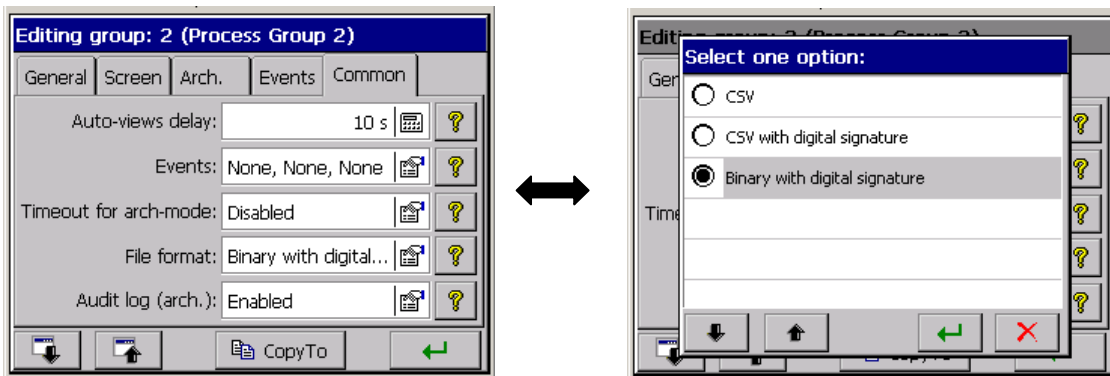 Editing group: 2 (Process Group 2)
General Screen Arch. Events Common
Auto-views delay: 10 s
Events: None, None, None
Timeout for arch-mode: Disabled
File format: Binary with digital...
Audit log (arch.): Enabled
CopyTo
Select one option:
CSV
CSV with digital signature
Binary with digital signature
Ger
Time